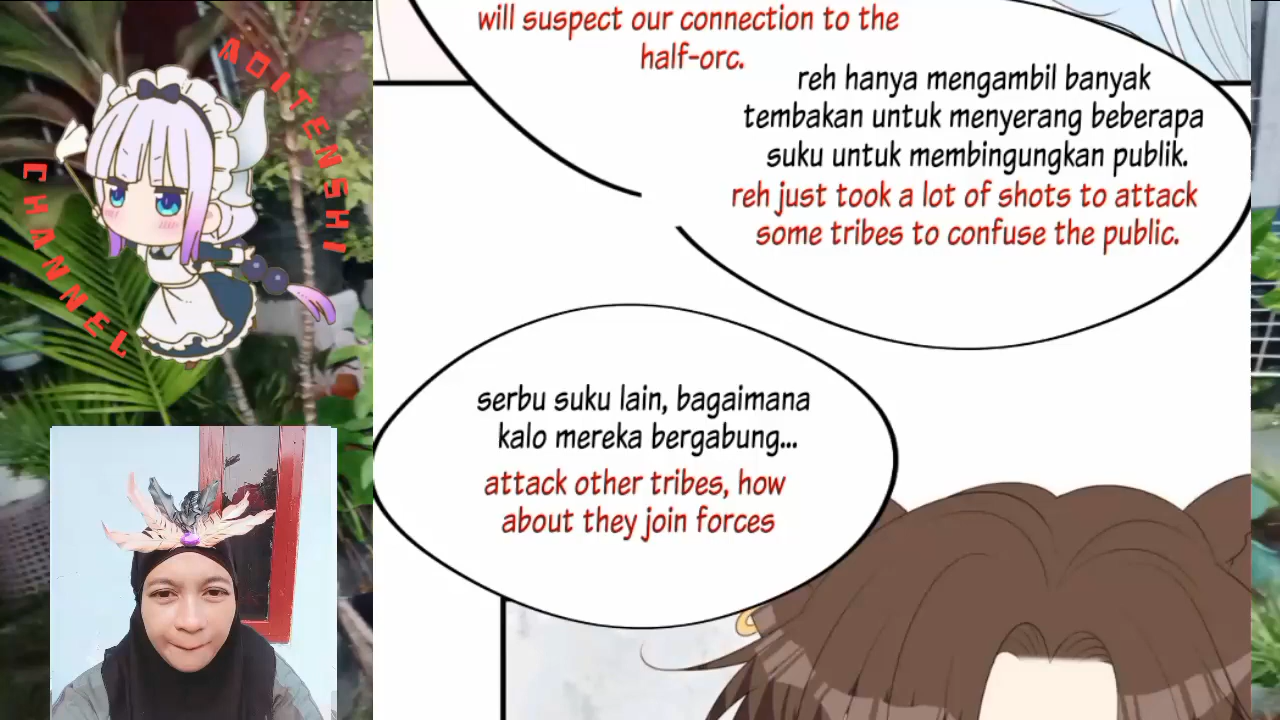 AOITENSHI
CHANNEL
will suspect our connection to the
half-orc.
reh hanya mengambil banyak
tembakan untuk menyerang beberapa
suku untuk membingungkan publik.
reh just took a lot of shots to attack
some tribes to confuse the public.
serbu suku lain, bagaimana
kalo mereka bergabung...
attack other tribes, how
about they join forces